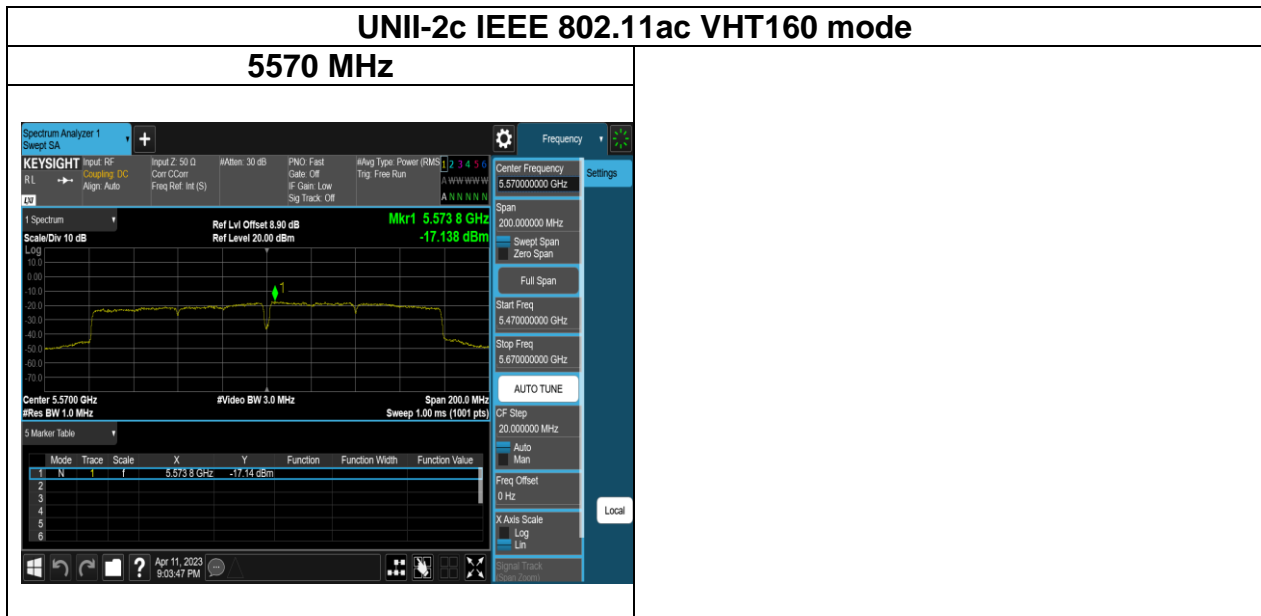 UNII-2c IEEE 802.11ac VHT160 mode
5570 MHz
Spectrum Analyzer 1
Swept SA
+
Frequency
KEYSIGHT
RL
LXI
Input: RF
Coupling: DC
Align: Auto
Input Z: 50 Ω
Corr CCorr
Freq Ref: Int (S)
#Atten: 30 dB
PNO: Fast
Gate: Off
IF Gain: Low
Sig Track: Off
#Avg Type: Power (RMS
Trig: Free Run
1 2 3 4 5 6
A W W W W W
A N N N N N
1 Spectrum
Scale/Div 10 dB
Ref Lvl Offset 8.90 dB
Ref Level 20.00 dBm
Mkr1 5.573 8 GHz
-17.138 dBm
Log
10.0
0.00
-10.0
-20.0
-30.0
-40.0
-50.0
-60.0
-70.0
1
Center 5.5700 GHz
#Res BW 1.0 MHz
#Video BW 3.0 MHz
Span 200.0 MHz
Sweep 1.00 ms (1001 pts)
5 Marker Table
Mode Trace Scale X Y Function Function Width Function Value
1 N 1 f 5.573 8 GHz -17.14 dBm
2
3
4
5
6
Center Frequency
5.570000000 GHz
Settings
Span
200.000000 MHz
Swept Span
Zero Span
Full Span
Start Freq
5.470000000 GHz
Stop Freq
5.670000000 GHz
AUTO TUNE
CF Step
20.000000 MHz
Auto
Man
Freq Offset
0 Hz
X Axis Scale
Log
Lin
Local
Signal Track
(Span Zoom)
?
Apr 11, 2023
9:03:47 PM